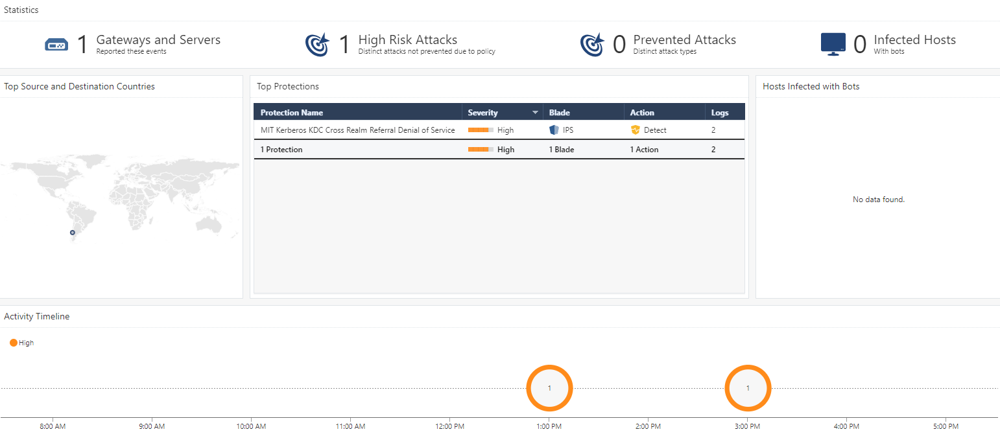 Statistics
1 Gateways and Servers
Reported these events
1 High Risk Attacks
Distinct attacks not prevented due to policy
0 Prevented Attacks
Distinct attack types
0 Infected Hosts
With bots
Top Source and Destination Countries
Top Protections
Protection Name Severity Blade Action Logs
MIT Kerberos KDC Cross Realm Referral Denial of Service High IPS Detect 2
1 Protection High 1 Blade 1 Action 2
Hosts Infected with Bots
No data found.
Activity Timeline
High
1 1
8:00 AM 9:00 AM 10:00 AM 11:00 AM 12:00 PM 1:00 PM 2:00 PM 3:00 PM 4:00 PM 5:00 PM